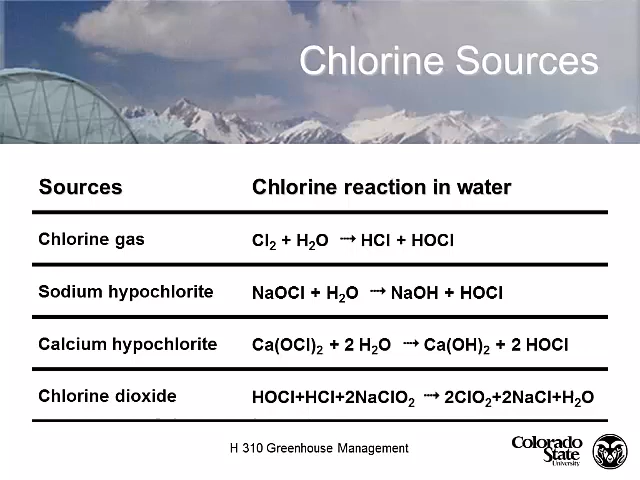 Chlorine Sources
Sources Chlorine reaction in water
Chlorine gas Cl₂ + H₂O ⤍ HCl + HOCl
Sodium hypochlorite NaOCl + H₂O ⤍ NaOH + HOCl
Calcium hypochlorite Ca(OCl)₂ + 2 H₂O ⤍ Ca(OH)₂ + 2 HOCl
Chlorine dioxide HOCl+HCl+2NaClO₂ ⤍ 2ClO₂+2NaCl+H₂O
H 310 Greenhouse Management
Colorado
State
University